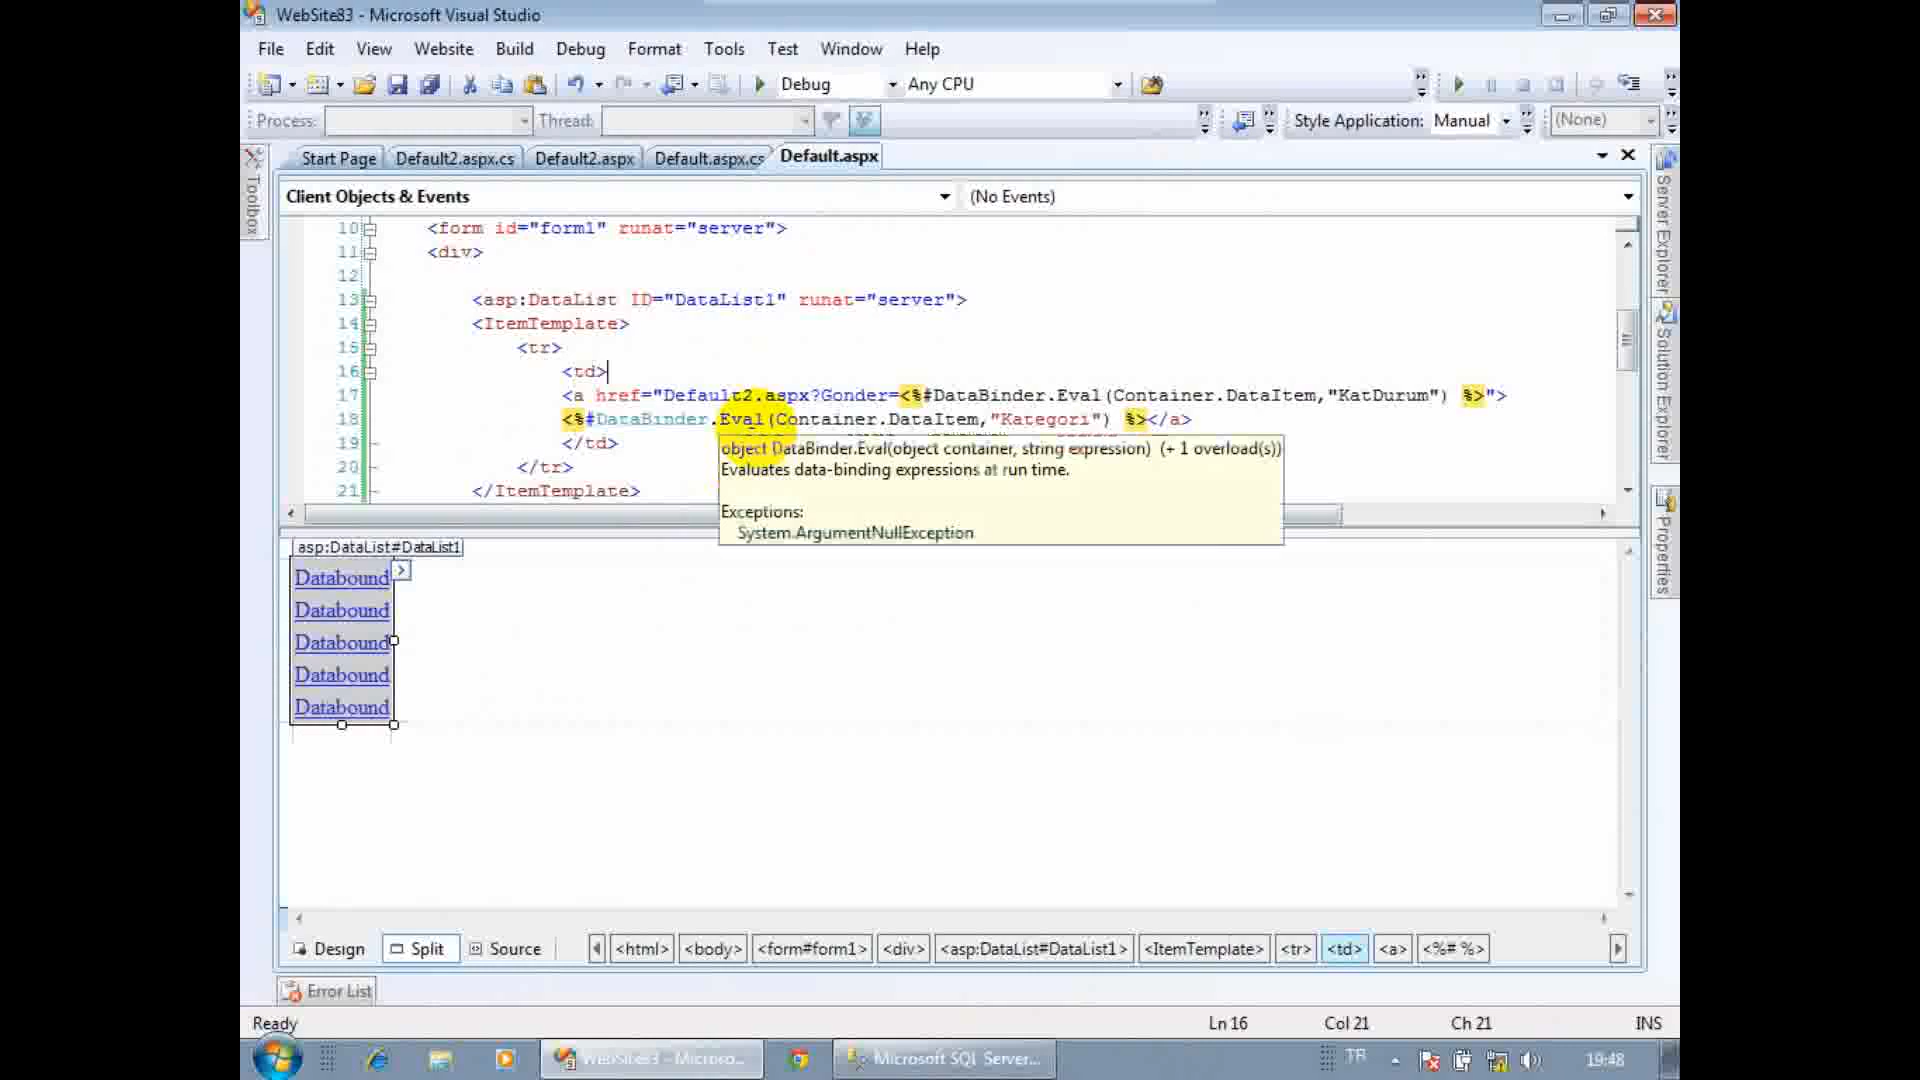 WebSite83 - Microsoft Visual Studio
File Edit View Website Build Debug Format Tools Test Window Help
Debug Any CPU
Process: Thread: Style Application: Manual (None)
Start Page Default2.aspx.cs Default2.aspx Default.aspx.cs Default.aspx
Toolbox
Server Explorer
Solution Explorer
Properties
Client Objects & Events (No Events)
10 <form id="form1" runat="server">
11 <div>
12
13 <asp:DataList ID="DataList1" runat="server">
14 <ItemTemplate>
15 <tr>
16 <td>
17 <a href="Default2.aspx?Gonder=<%#DataBinder.Eval(Container.DataItem,"KatDurum") %>">
18 <%#DataBinder.Eval(Container.DataItem,"Kategori") %></a>
19 </td>
20 </tr>
21 </ItemTemplate>
object DataBinder.Eval(object container, string expression) (+ 1 overload(s))
Evaluates data-binding expressions at run time.
Exceptions:
System.ArgumentNullException
asp:DataList#DataList1
Databound
Databound
Databound
Databound
Databound
Design Split Source <html> <body> <form#form1> <div> <asp:DataList#DataList1> <ItemTemplate> <tr> <td> <a> <%# %>
Error List
Ready Ln 16 Col 21 Ch 21 INS
WebSite83 - Microso... Microsoft SQL Server... TR 19:48